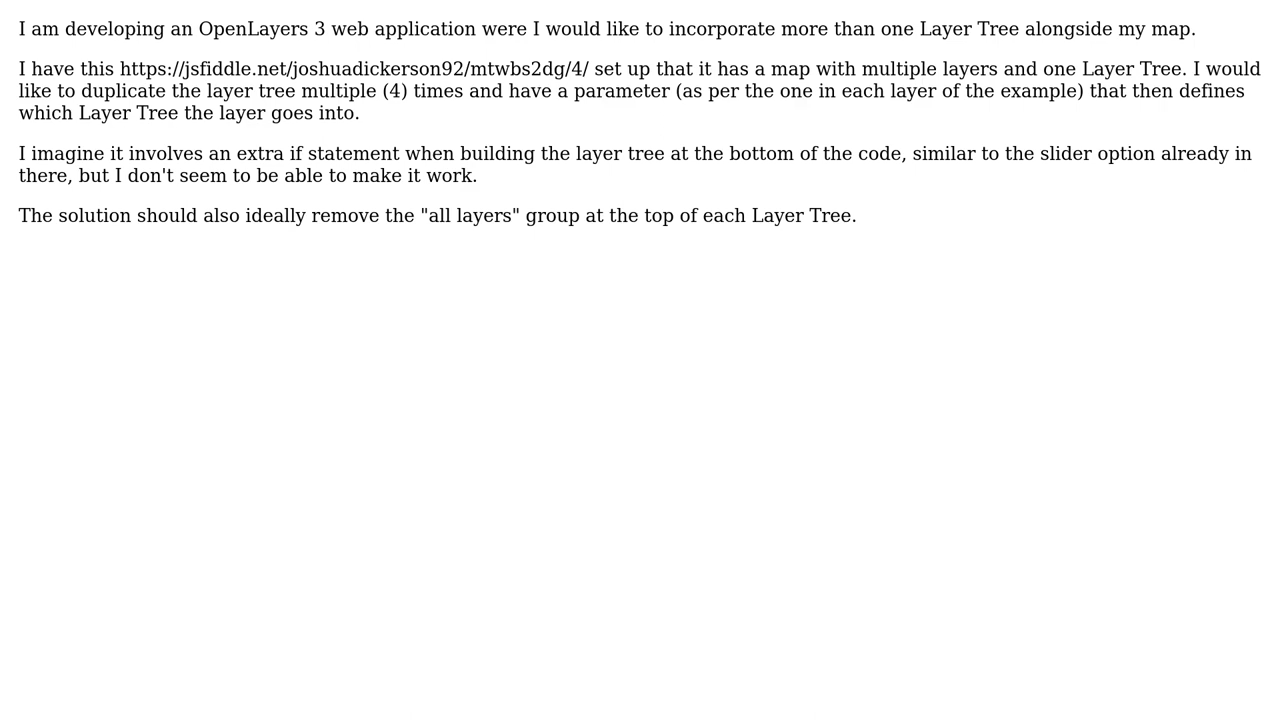 I am developing an OpenLayers 3 web application were I would like to incorporate more than one Layer Tree alongside my map.
I have this https://jsfiddle.net/joshuadickerson92/mtwbs2dg/4/ set up that it has a map with multiple layers and one Layer Tree. I would
like to duplicate the layer tree multiple (4) times and have a parameter (as per the one in each layer of the example) that then defines
which Layer Tree the layer goes into.
I imagine it involves an extra if statement when building the layer tree at the bottom of the code, similar to the slider option already in
there, but I don't seem to be able to make it work.
The solution should also ideally remove the "all layers" group at the top of each Layer Tree.